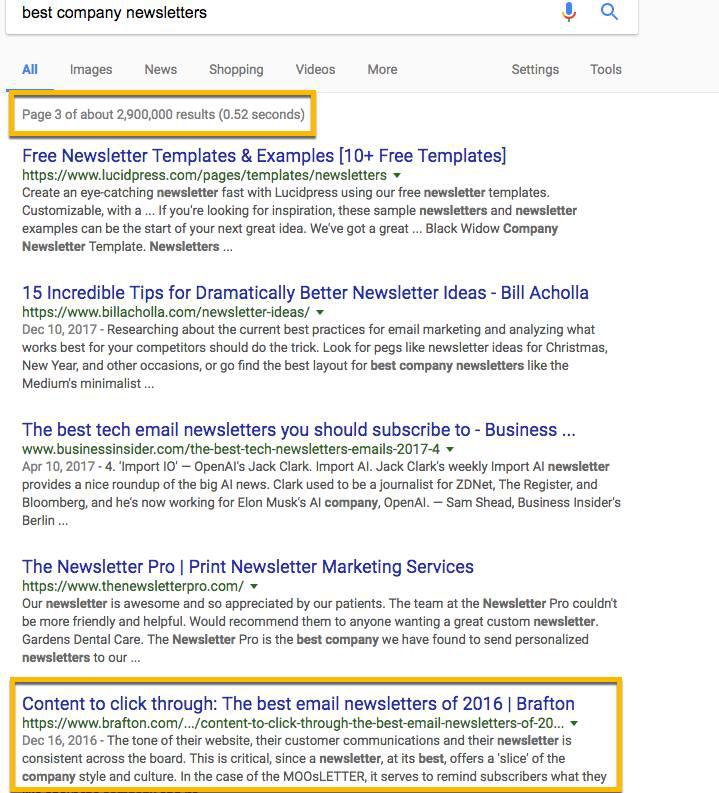 best company newsletters
All Images News Shopping Videos More Settings Tools
Page 3 of about 2,900,000 results (0.52 seconds)
Free Newsletter Templates & Examples [10+ Free Templates]
https://www.lucidpress.com/pages/templates/newsletters
Create an eye-catching newsletter fast with Lucidpress using our free newsletter templates.
Customizable, with a ... If you're looking for inspiration, these sample newsletters and newsletter
examples can be the start of your next great idea. We've got a great ... Black Widow Company
Newsletter Template. Newsletters ...
15 Incredible Tips for Dramatically Better Newsletter Ideas - Bill Acholla
https://www.billacholla.com/newsletter-ideas/
Dec 10, 2017 - Researching about the current best practices for email marketing and analyzing what
works best for your competitors should do the trick. Look for pegs like newsletter ideas for Christmas,
New Year, and other occasions, or go find the best layout for best company newsletters like the
Medium's minimalist ...
The best tech email newsletters you should subscribe to - Business ...
www.businessinsider.com/the-best-tech-newsletters-emails-2017-4
Apr 10, 2017 - 4. 'Import IO' — OpenAI's Jack Clark. Import AI. Jack Clark's weekly Import AI newsletter
provides a nice roundup of the big AI news. Clark used to be a journalist for ZDNet, The Register, and
Bloomberg, and he's now working for Elon Musk's AI company, OpenAI. — Sam Shead, Business Insider's
Berlin ...
The Newsletter Pro | Print Newsletter Marketing Services
https://www.thenewsletterpro.com/
Our newsletter is awesome and so appreciated by our patients. The team at the Newsletter Pro couldn't
be more friendly and helpful. Would recommend them to anyone wanting a great custom newsletter.
Gardens Dental Care. The Newsletter Pro is the best company we have found to send personalized
newsletters to our ...
Content to click through: The best email newsletters of 2016 | Brafton
https://www.brafton.com/.../content-to-click-through-the-best-email-newsletters-of-20...
Dec 16, 2016 - The tone of their website, their customer communications and their newsletter is
consistent across the board. This is critical, since a newsletter, at its best, offers a 'slice' of the
company style and culture. In the case of the MOOsLETTER, it serves to remind subscribers what they